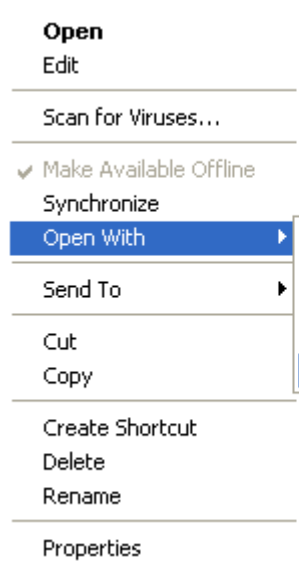 Open
Edit
Scan for Viruses...
Make Available Offline
Synchronize
Open With
Send To
Cut
Copy
Create Shortcut
Delete
Rename
Properties